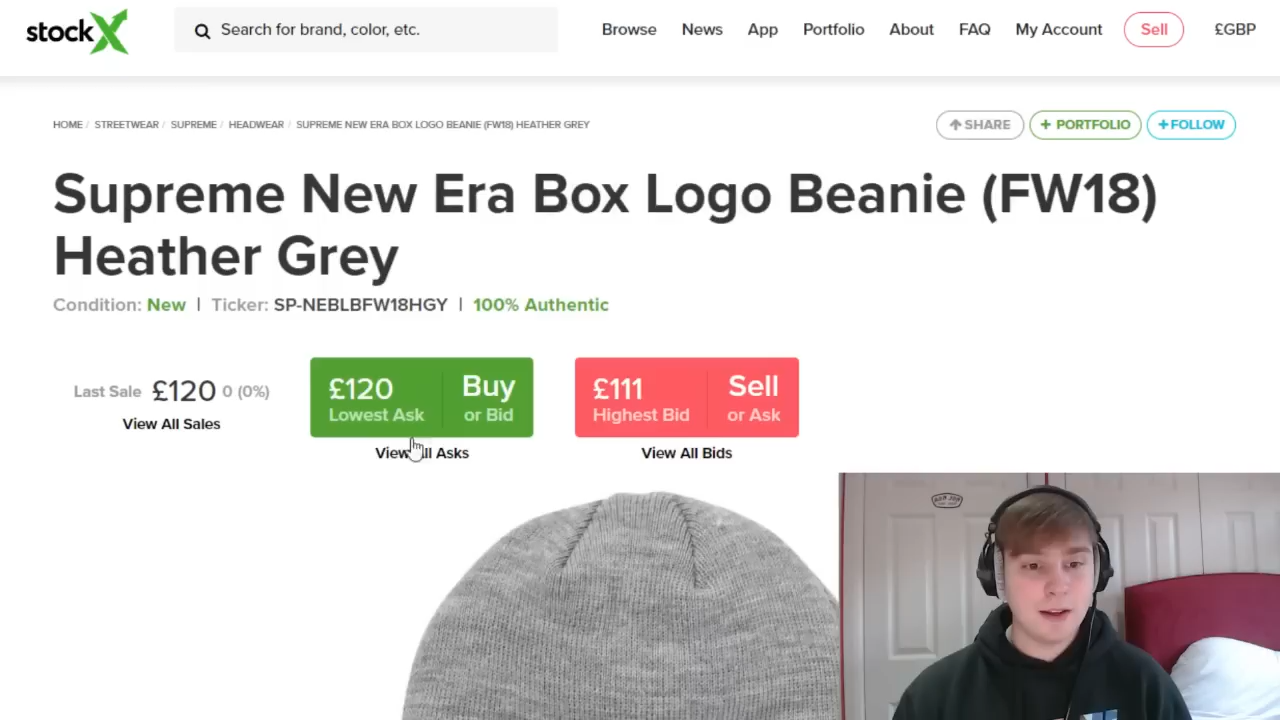 stockX
Search for brand, color, etc.
Browse News App Portfolio About FAQ My Account Sell £GBP
HOME / STREETWEAR / SUPREME / HEADWEAR / SUPREME NEW ERA BOX LOGO BEANIE (FW18) HEATHER GREY
SHARE + PORTFOLIO +FOLLOW
Supreme New Era Box Logo Beanie (FW18)
Heather Grey
Condition: New | Ticker: SP-NEBLBFW18HGY | 100% Authentic
Last Sale £120 0 (0%)
View All Sales
£120 Buy
Lowest Ask or Bid
View All Asks
£111 Sell
Highest Bid or Ask
View All Bids